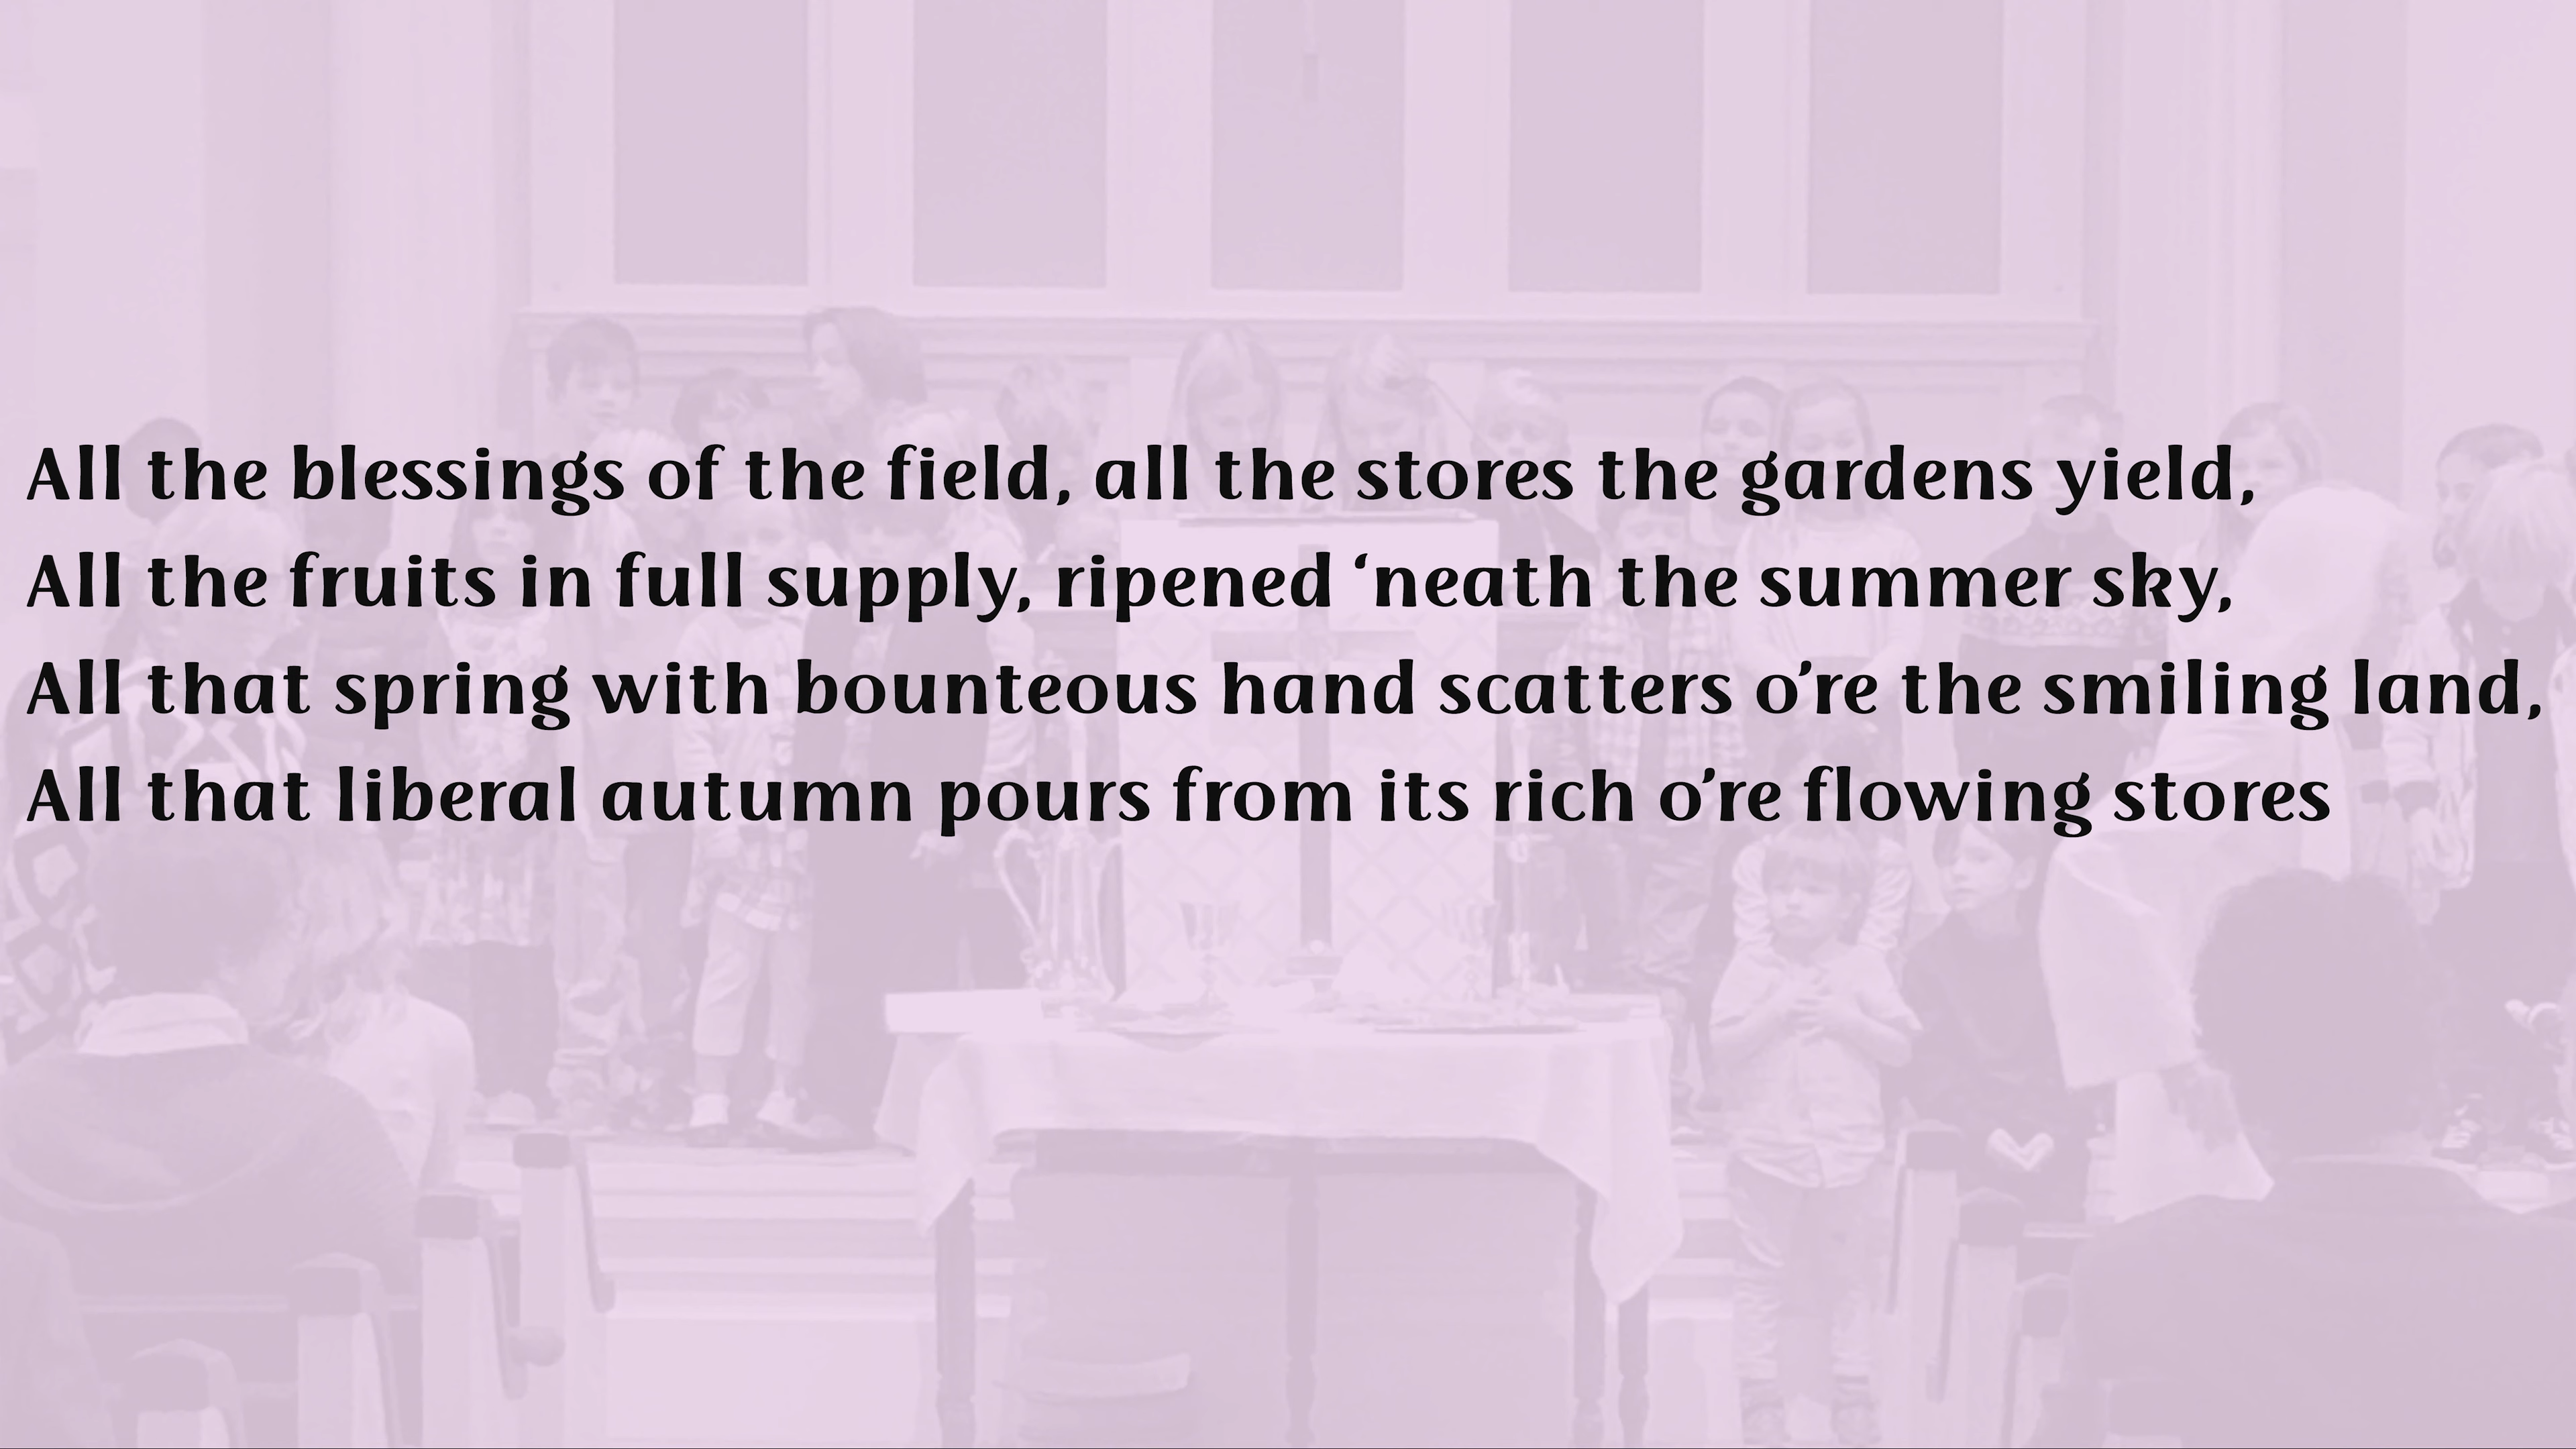 All the blessings of the field, all the stores the gardens yield,
All the fruits in full supply, ripened ‘neath the summer sky,
All that spring with bounteous hand scatters o’re the smiling land,
All that liberal autumn pours from its rich o’re flowing stores